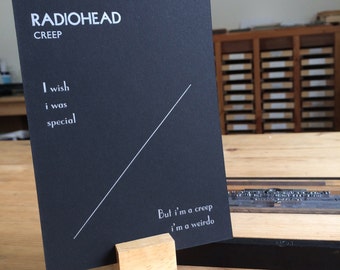 RADIOHEAD
CREEP
I wish
i was
special
But i'm a creep
i'm a weirdo